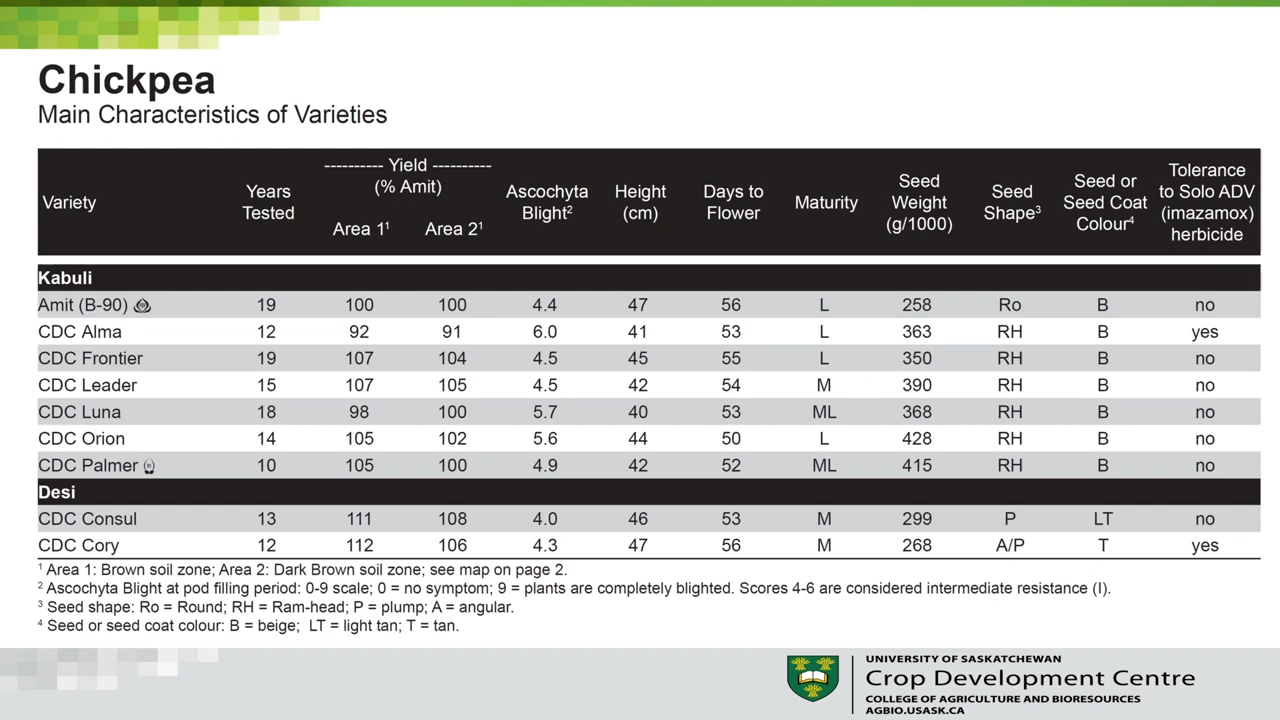 Chickpea
Main Characteristics of Varieties
Variety Years Tested ---------- Yield ---------- (% Amit) Area 1¹ Area 2¹ Ascochyta Blight² Height (cm) Days to Flower Maturity Seed Weight (g/1000) Seed Shape³ Seed or Seed Coat Colour⁴ Tolerance to Solo ADV (imazamox) herbicide
Kabuli
Amit (B-90) 19 100 100 4.4 47 56 L 258 Ro B no
CDC Alma 12 92 91 6.0 41 53 L 363 RH B yes
CDC Frontier 19 107 104 4.5 45 55 L 350 RH B no
CDC Leader 15 107 105 4.5 42 54 M 390 RH B no
CDC Luna 18 98 100 5.7 40 53 ML 368 RH B no
CDC Orion 14 105 102 5.6 44 50 L 428 RH B no
CDC Palmer 10 105 100 4.9 42 52 ML 415 RH B no
Desi
CDC Consul 13 111 108 4.0 46 53 M 299 P LT no
CDC Cory 12 112 106 4.3 47 56 M 268 A/P T yes
¹ Area 1: Brown soil zone; Area 2: Dark Brown soil zone; see map on page 2.
² Ascochyta Blight at pod filling period: 0-9 scale; 0 = no symptom; 9 = plants are completely blighted. Scores 4-6 are considered intermediate resistance (I).
³ Seed shape: Ro = Round; RH = Ram-head; P = plump; A = angular.
⁴ Seed or seed coat colour: B = beige; LT = light tan; T = tan.
UNIVERSITY OF SASKATCHEWAN
Crop Development Centre
COLLEGE OF AGRICULTURE AND BIORESOURCES
AGBIO.USASK.CA